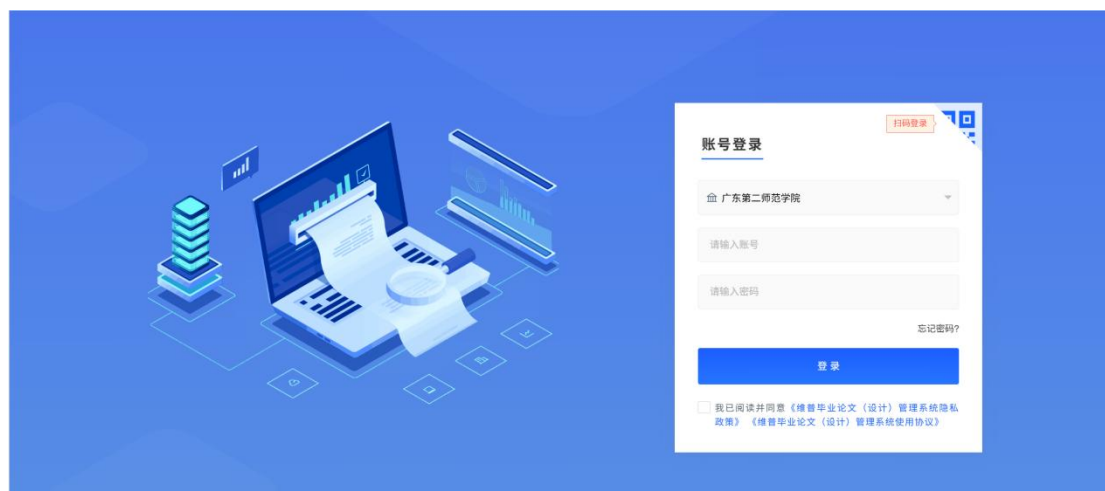 扫码登录
账号登录
广东第二师范学院
请输入账号
请输入密码
忘记密码?
登录
我已阅读并同意《维普毕业论文（设计）管理系统隐私
政策》《维普毕业论文（设计）管理系统使用协议》